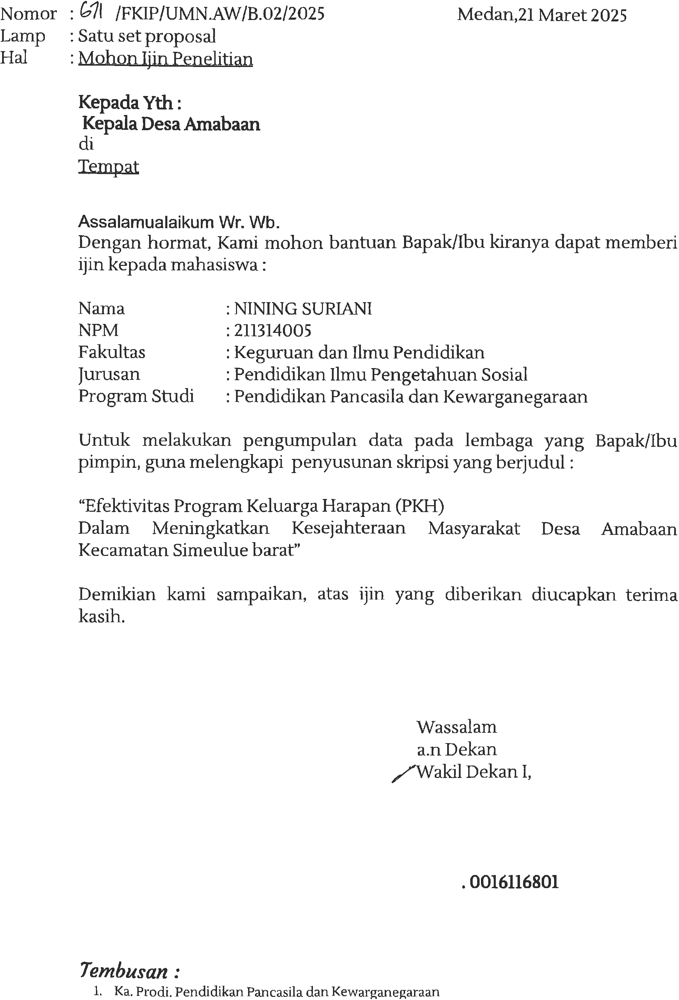 Nomor : 671 /FKIP/UMN.AW/B.02/2025 Medan,21 Maret 2025
Lamp : Satu set proposal
Hal : Mohon Ijin Penelitian
Kepada Yth :
Kepala Desa Amabaan
di
Tempat
Assalamualaikum Wr. Wb.
Dengan hormat, Kami mohon bantuan Bapak/Ibu kiranya dapat memberi
ijin kepada mahasiswa :
Nama : NINING SURIANI
NPM : 211314005
Fakultas : Keguruan dan Ilmu Pendidikan
Jurusan : Pendidikan Ilmu Pengetahuan Sosial
Program Studi : Pendidikan Pancasila dan Kewarganegaraan
Untuk melakukan pengumpulan data pada lembaga yang Bapak/Ibu
pimpin, guna melengkapi penyusunan skripsi yang berjudul :
“Efektivitas Program Keluarga Harapan (PKH)
Dalam Meningkatkan Kesejahteraan Masyarakat Desa Amabaan
Kecamatan Simeulue barat”
Demikian kami sampaikan, atas ijin yang diberikan diucapkan terima
kasih.
Wassalam
a.n Dekan
Wakil Dekan I,
. 0016116801
Tembusan :
1. Ka. Prodi. Pendidikan Pancasila dan Kewarganegaraan